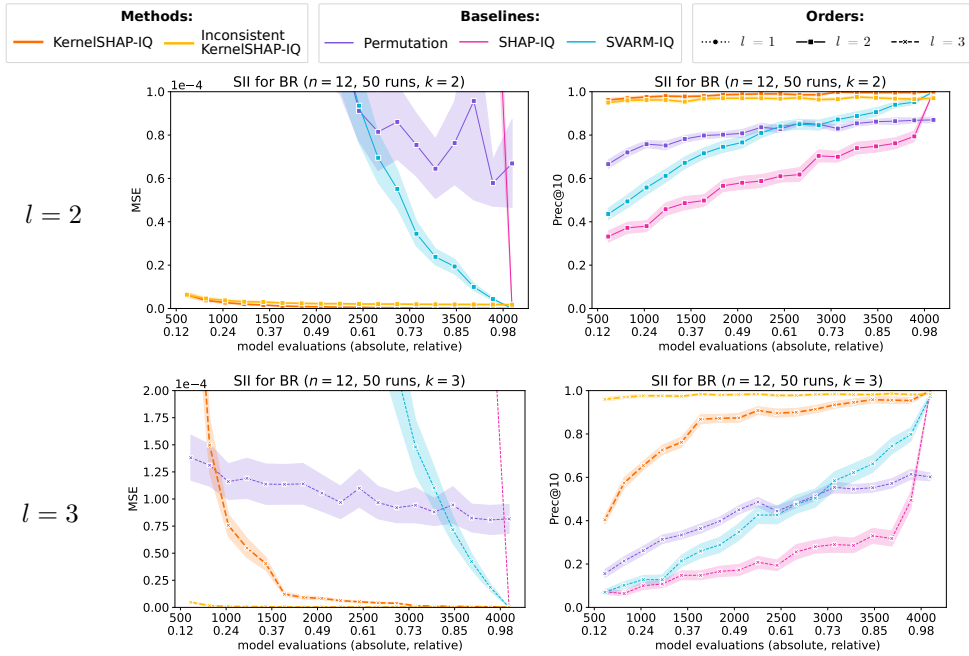 Methods:
KernelSHAP-IQ
Inconsistent
KernelSHAP-IQ
Baselines:
Permutation
SHAP-IQ
SVARM-IQ
Orders:
l = 1
l = 2
l = 3
l = 2
1e−4
SII for BR (n = 12, 50 runs, k = 2)
MSE
1.0
0.8
0.6
0.4
0.2
0.0
500 1000 1500 2000 2500 3000 3500 4000
0.12 0.24 0.37 0.49 0.61 0.73 0.85 0.98
model evaluations (absolute, relative)
SII for BR (n = 12, 50 runs, k = 2)
Prec@10
1.0
0.8
0.6
0.4
0.2
0.0
500 1000 1500 2000 2500 3000 3500 4000
0.12 0.24 0.37 0.49 0.61 0.73 0.85 0.98
model evaluations (absolute, relative)
l = 3
1e−4
SII for BR (n = 12, 50 runs, k = 3)
MSE
2.00
1.75
1.50
1.25
1.00
0.75
0.50
0.25
0.00
500 1000 1500 2000 2500 3000 3500 4000
0.12 0.24 0.37 0.49 0.61 0.73 0.85 0.98
model evaluations (absolute, relative)
SII for BR (n = 12, 50 runs, k = 3)
Prec@10
1.0
0.8
0.6
0.4
0.2
0.0
500 1000 1500 2000 2500 3000 3500 4000
0.12 0.24 0.37 0.49 0.61 0.73 0.85 0.98
model evaluations (absolute, relative)